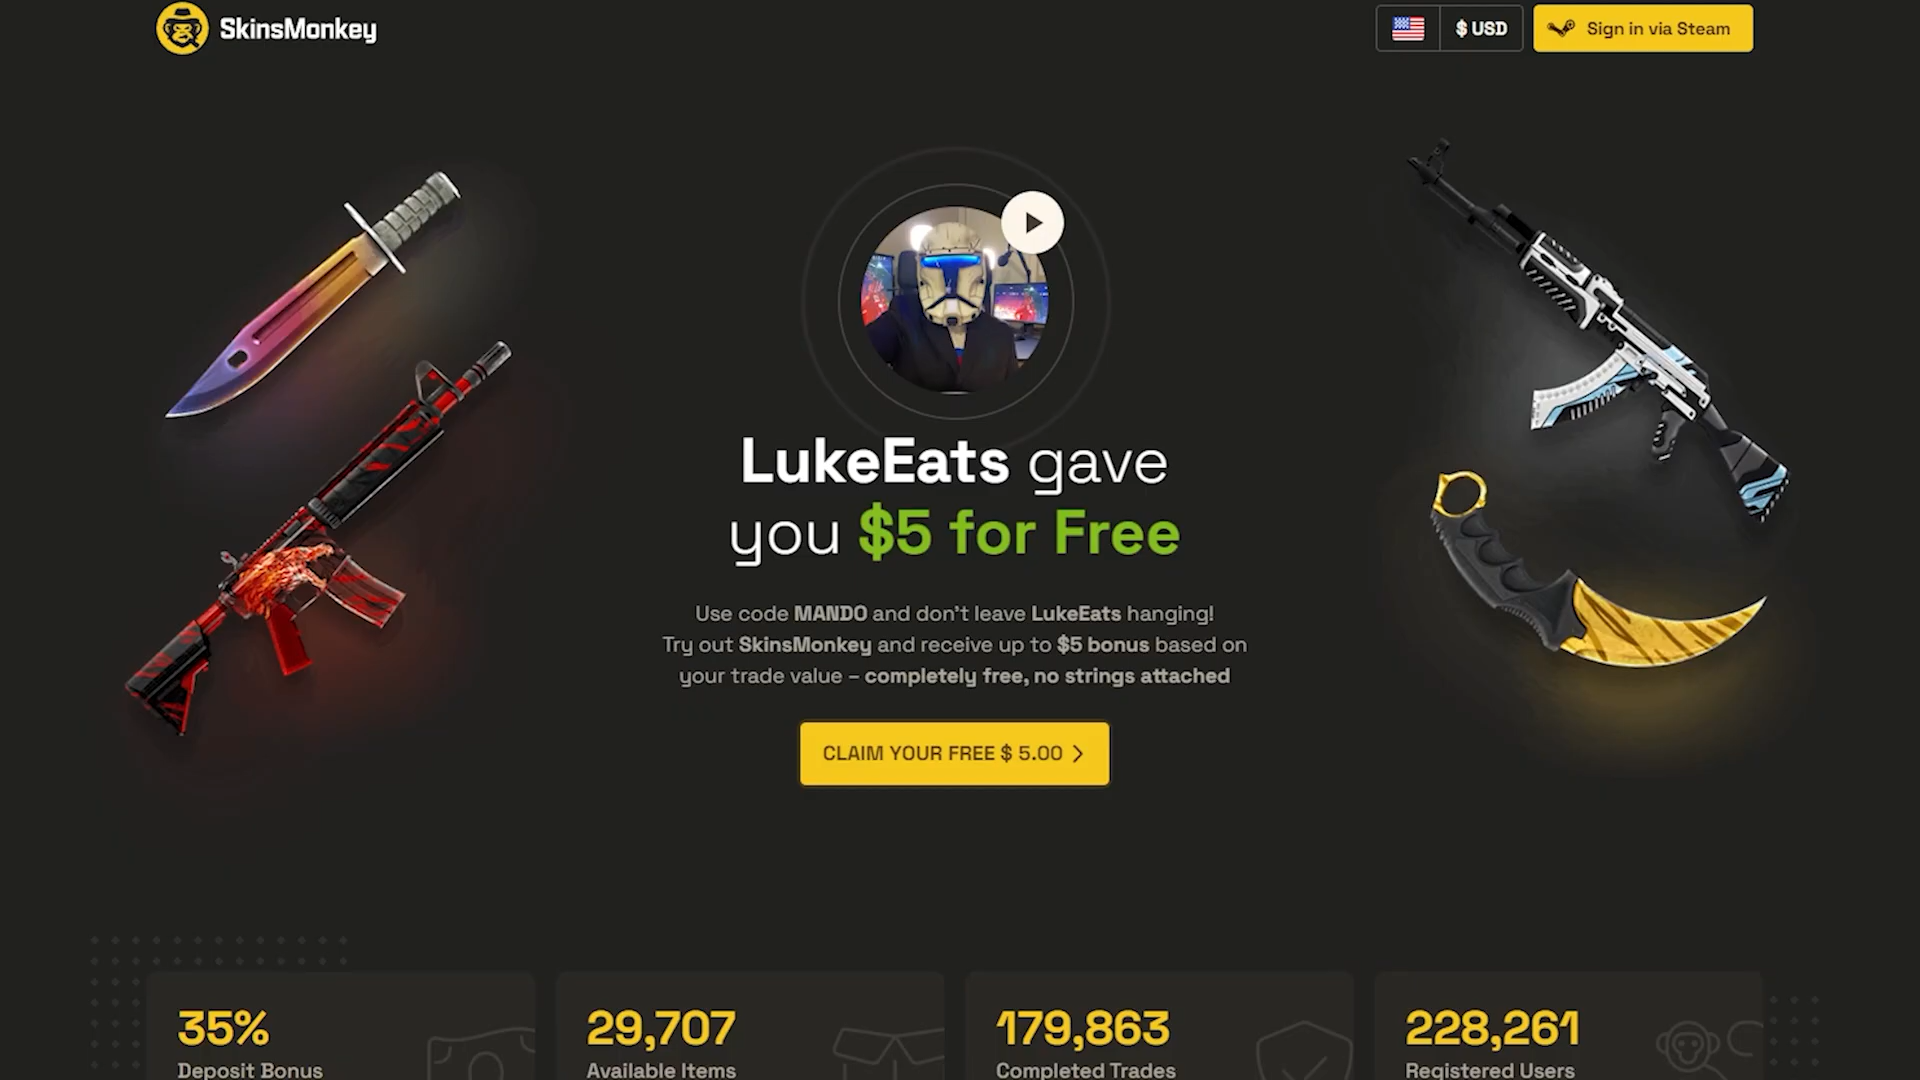 SkinsMonkey
$ USD
Sign in via Steam
LukeEats gave
you $5 for Free
Use code MANDO and don't leave LukeEats hanging!
Try out SkinsMonkey and receive up to $5 bonus based on
your trade value – completely free, no strings attached
CLAIM YOUR FREE $ 5.00
35%
Deposit Bonus
29,707
Available Items
179,863
Completed Trades
228,261
Registered Users